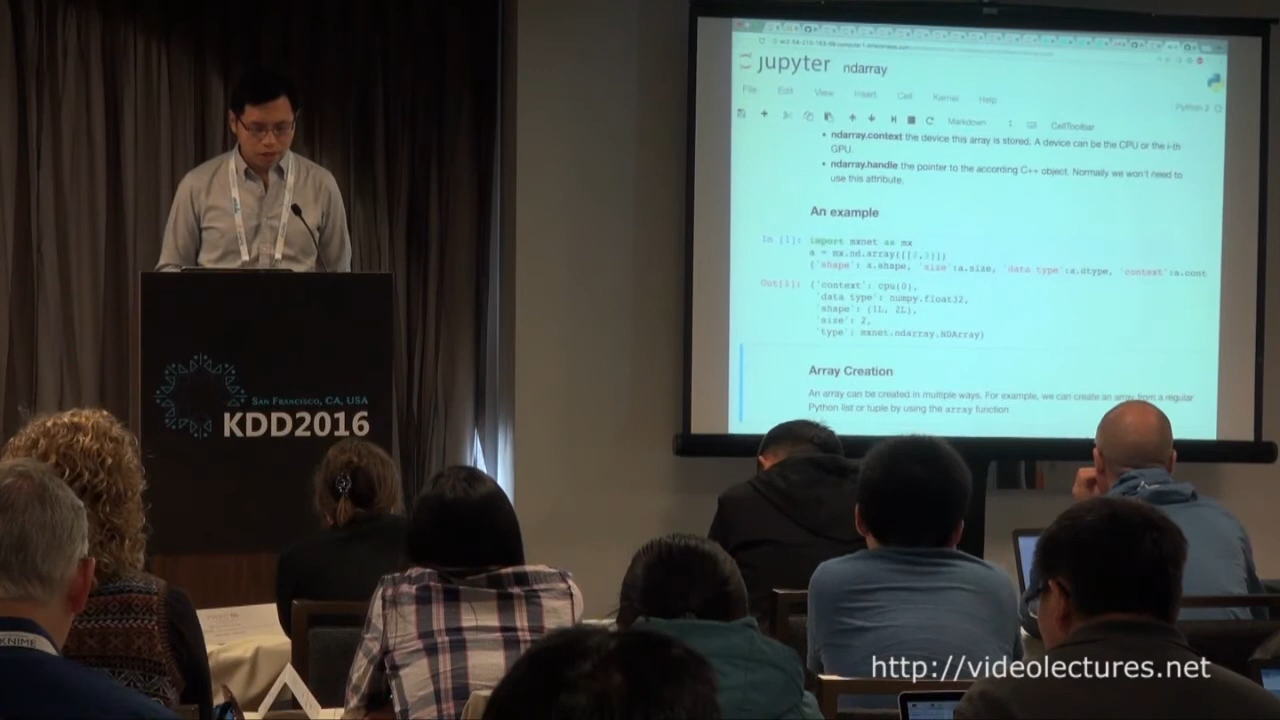 jupyter ndarray
File Edit View Insert Cell Kernel Help
Python 2
Markdown CellToolbar
• ndarray.context the device this array is stored. A device can be the CPU or the i-th
GPU.
• ndarray.handle the pointer to the according C++ object. Normally we won't need to
use this attribute.
An example
In [1]: import mxnet as mx
a = mx.nd.array([[2,3]])
{'shape': a.shape, 'size':a.size, 'data type':a.dtype, 'context':a.cont
Out[1]: {'context': cpu(0),
'data type': numpy.float32,
'shape': (1L, 2L),
'size': 2,
'type': mxnet.ndarray.NDArray}
Array Creation
An array can be created in multiple ways. For example, we can create an array from a regular
Python list or tuple by using the array function
SAN FRANCISCO, CA, USA
KDD2016
KNIME
http://videolectures.net